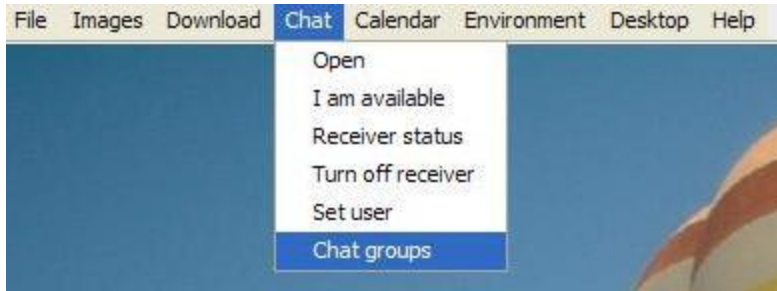 File Images Download Chat Calendar Environment Desktop Help
Open
I am available
Receiver status
Turn off receiver
Set user
Chat groups